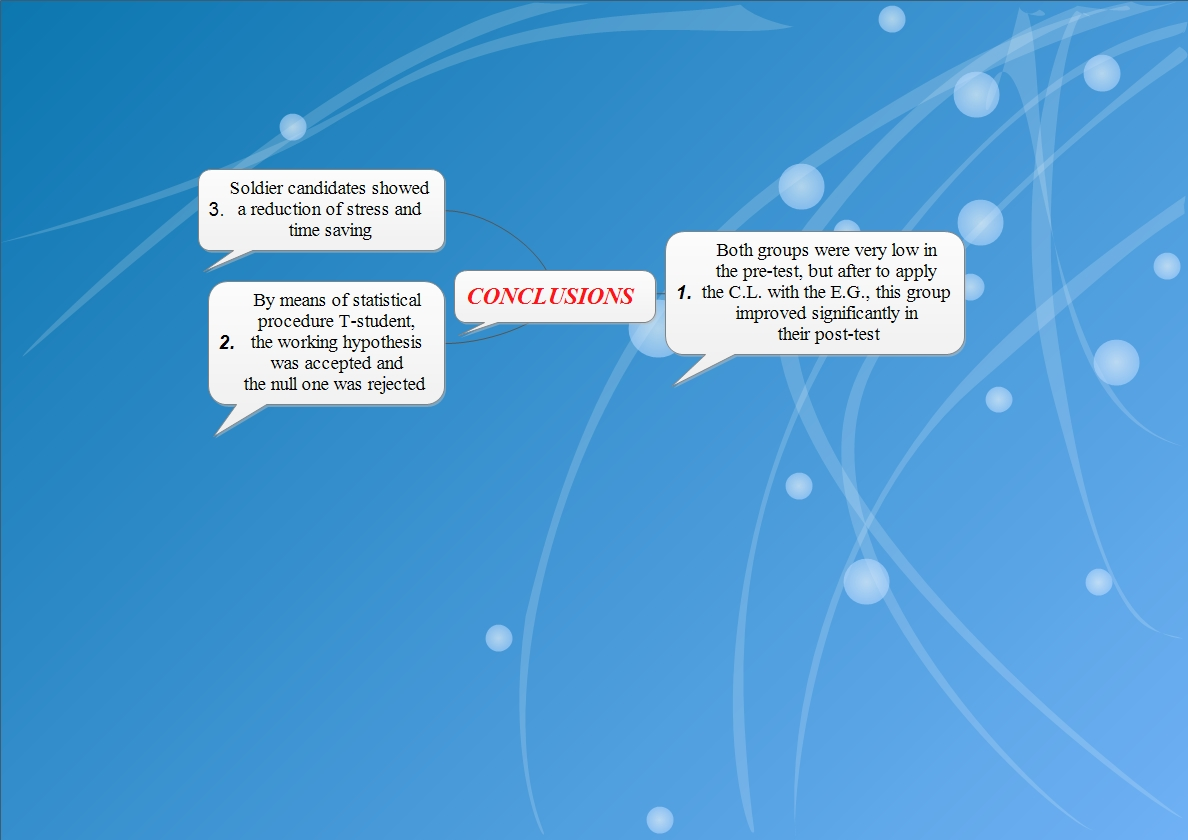 CONCLUSIONS
1. Both groups were very low in
the pre-test, but after to apply
the C.L. with the E.G., this group
improved significantly in
their post-test
2. By means of statistical
procedure T-student,
the working hypothesis
was accepted and
the null one was rejected
3. Soldier candidates showed
a reduction of stress and
time saving